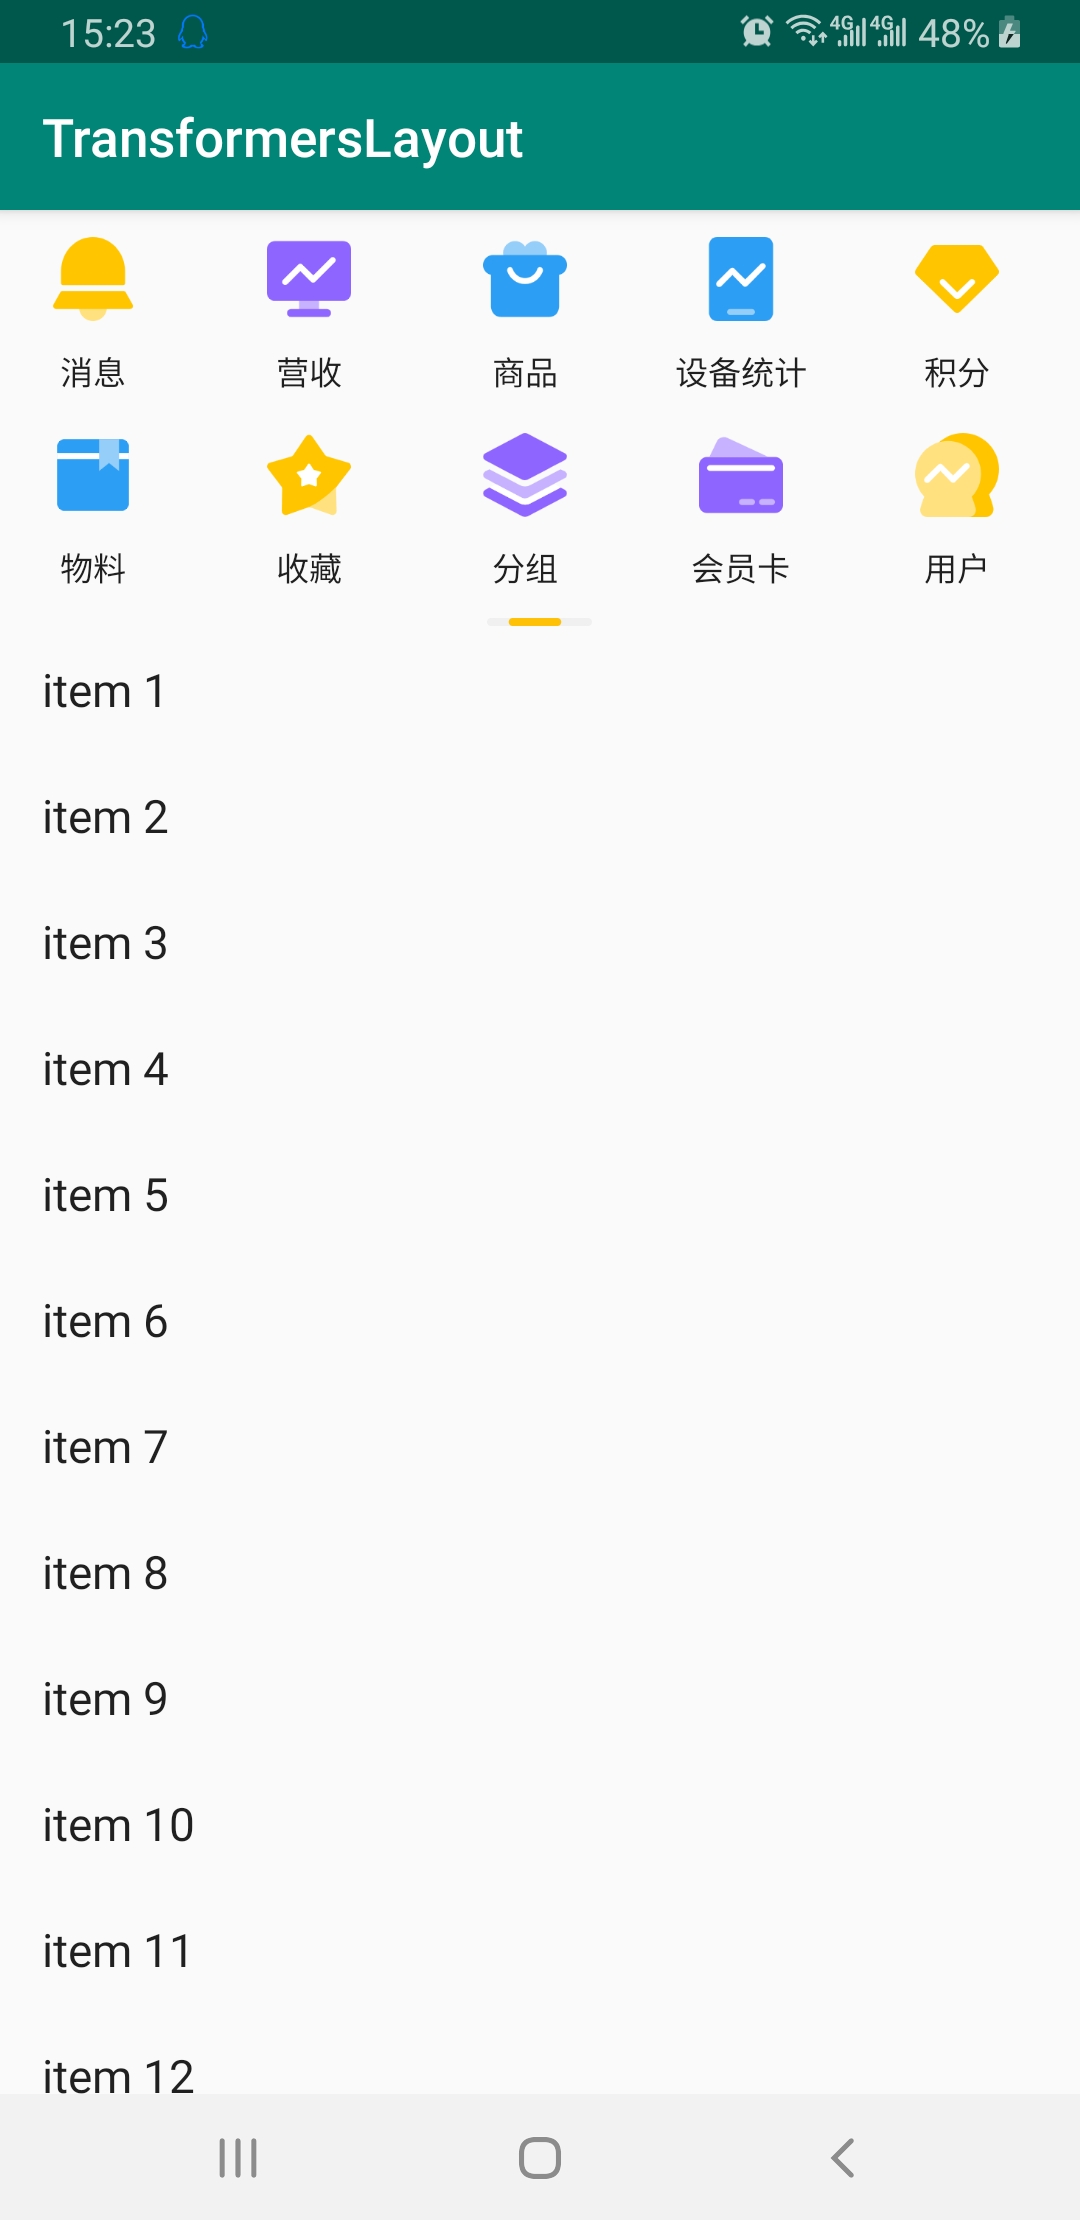 15:23 4G 4G 48%
TransformersLayout
消息 营收 商品 设备统计 积分
物料 收藏 分组 会员卡 用户
item 1
item 2
item 3
item 4
item 5
item 6
item 7
item 8
item 9
item 10
item 11
item 12